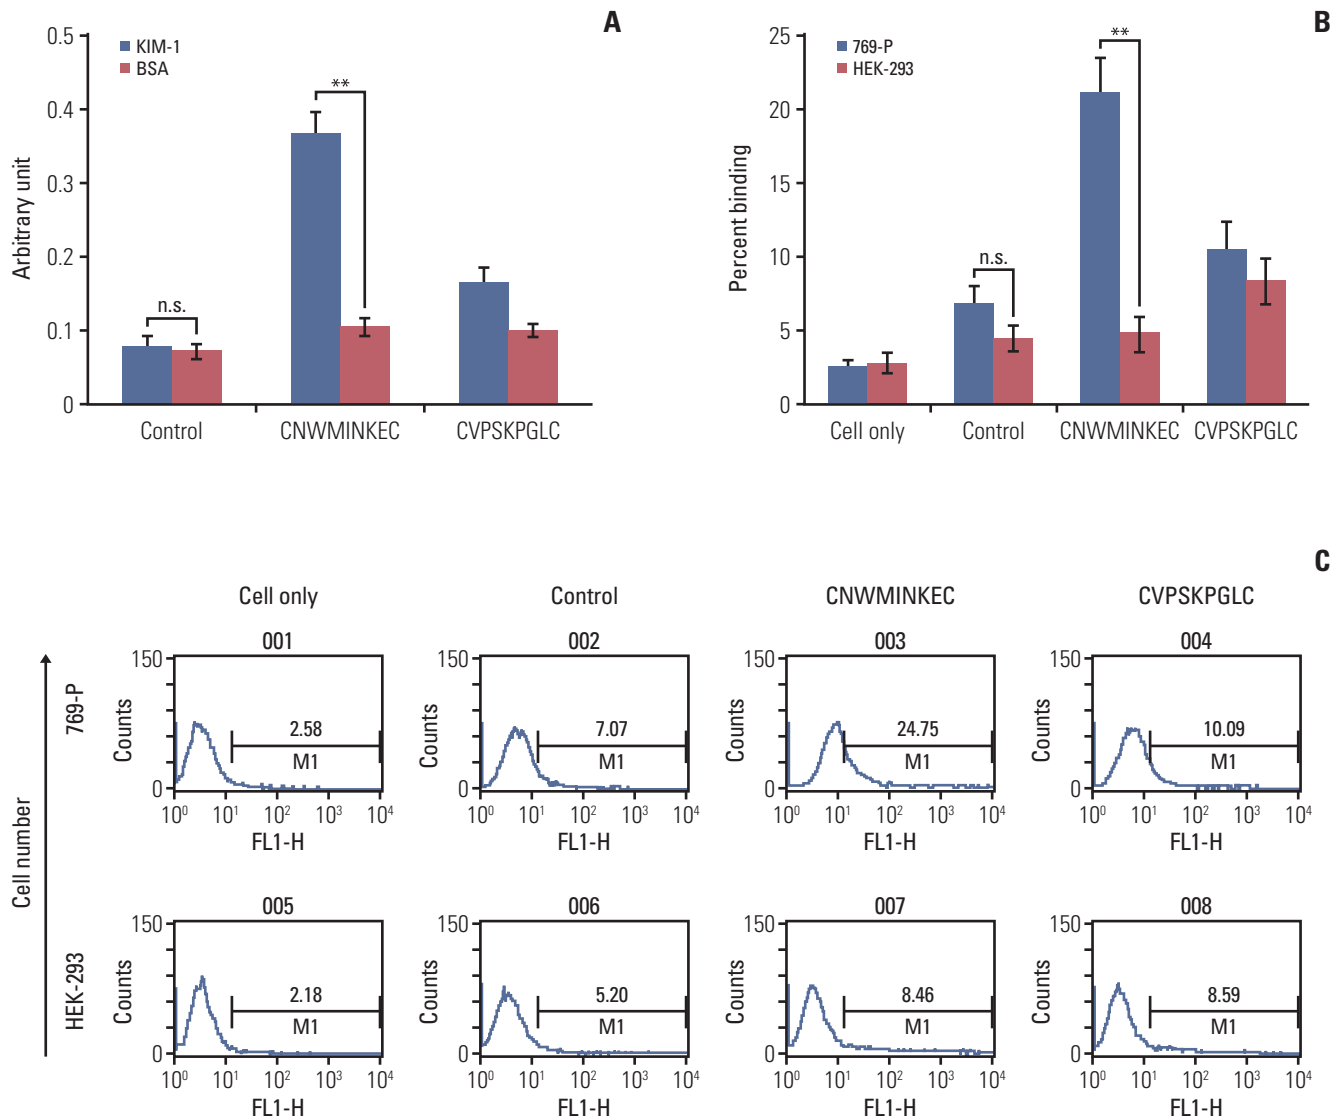 A
0.5
0.4
0.3
0.2
0.1
0
Arbitrary unit
KIM-1
BSA
n.s.
**
Control
CNWMINKEC
CVPSKPGLC
B
25
20
15
10
5
0
Percent binding
769-P
HEK-293
n.s.
**
Cell only
Control
CNWMINKEC
CVPSKPGLC
C
Cell only
Control
CNWMINKEC
CVPSKPGLC
Cell number
769-P
001
150
0
Counts
2.58
M1
10⁰ 10¹ 10² 10³ 10⁴
FL1-H
002
150
0
Counts
7.07
M1
10⁰ 10¹ 10² 10³ 10⁴
FL1-H
003
150
0
Counts
24.75
M1
10⁰ 10¹ 10² 10³ 10⁴
FL1-H
004
150
0
Counts
10.09
M1
10⁰ 10¹ 10² 10³ 10⁴
FL1-H
HEK-293
005
150
0
Counts
2.18
M1
10⁰ 10¹ 10² 10³ 10⁴
FL1-H
006
150
0
Counts
5.20
M1
10⁰ 10¹ 10² 10³ 10⁴
FL1-H
007
150
0
Counts
8.46
M1
10⁰ 10¹ 10² 10³ 10⁴
FL1-H
008
150
0
Counts
8.59
M1
10⁰ 10¹ 10² 10³ 10⁴
FL1-H